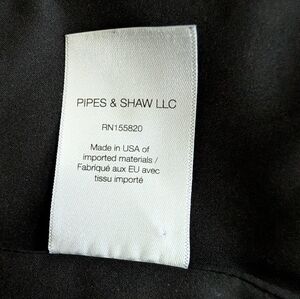 PIPES & SHAW LLC
RN155820
Made in USA of
imported materials /
Fabriqué aux EU avec
tissu importé